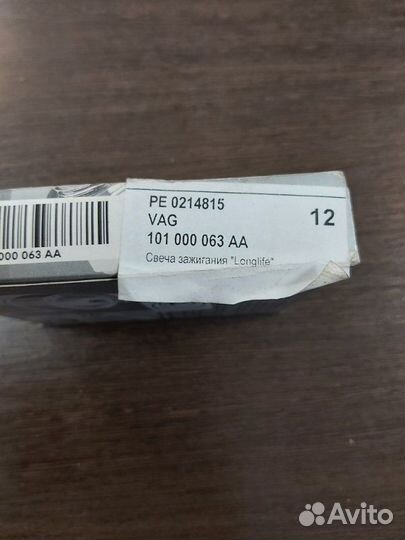 PE 0214815
VAG
12
101 000 063 AA
Свеча зажигания "Longlife"
000 063 AA
Avito